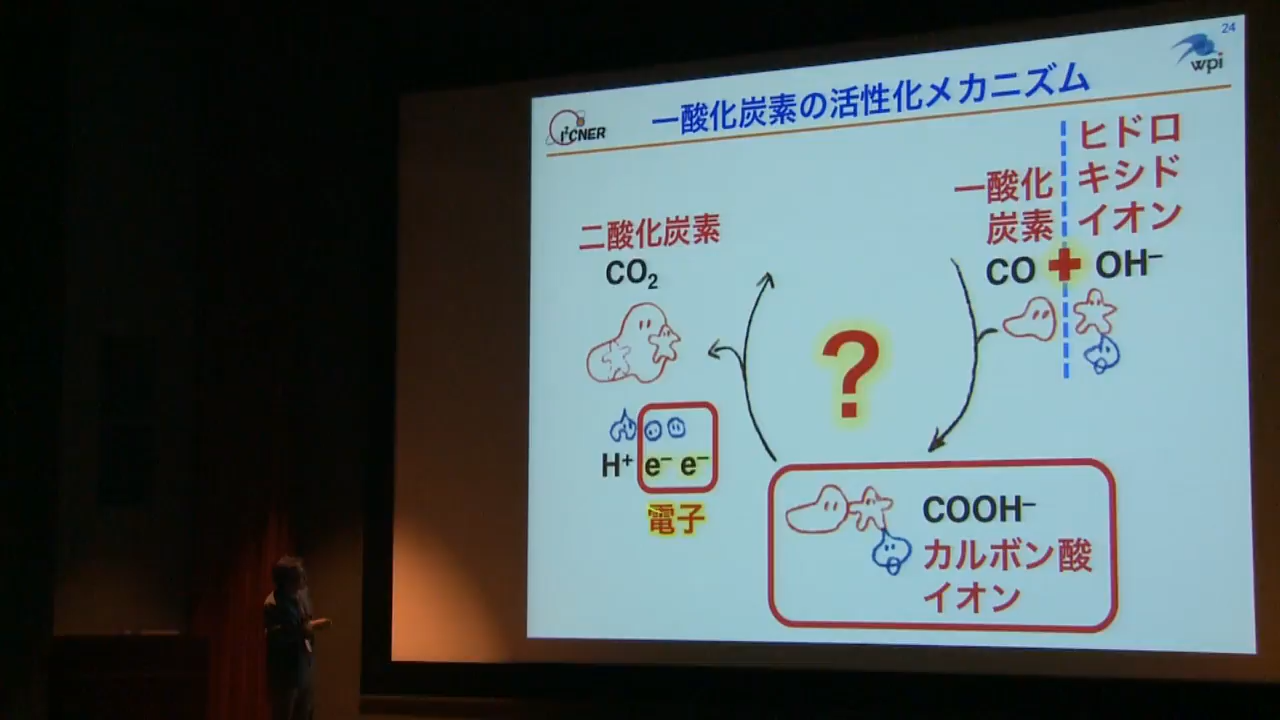 24
wpi
I²CNER
一酸化炭素の活性化メカニズム
ヒドロ
キシド
イオン
一酸化
炭素
CO + OH⁻
二酸化炭素
CO₂
?
H⁺ e⁻ e⁻
電子
COOH⁻
カルボン酸
イオン